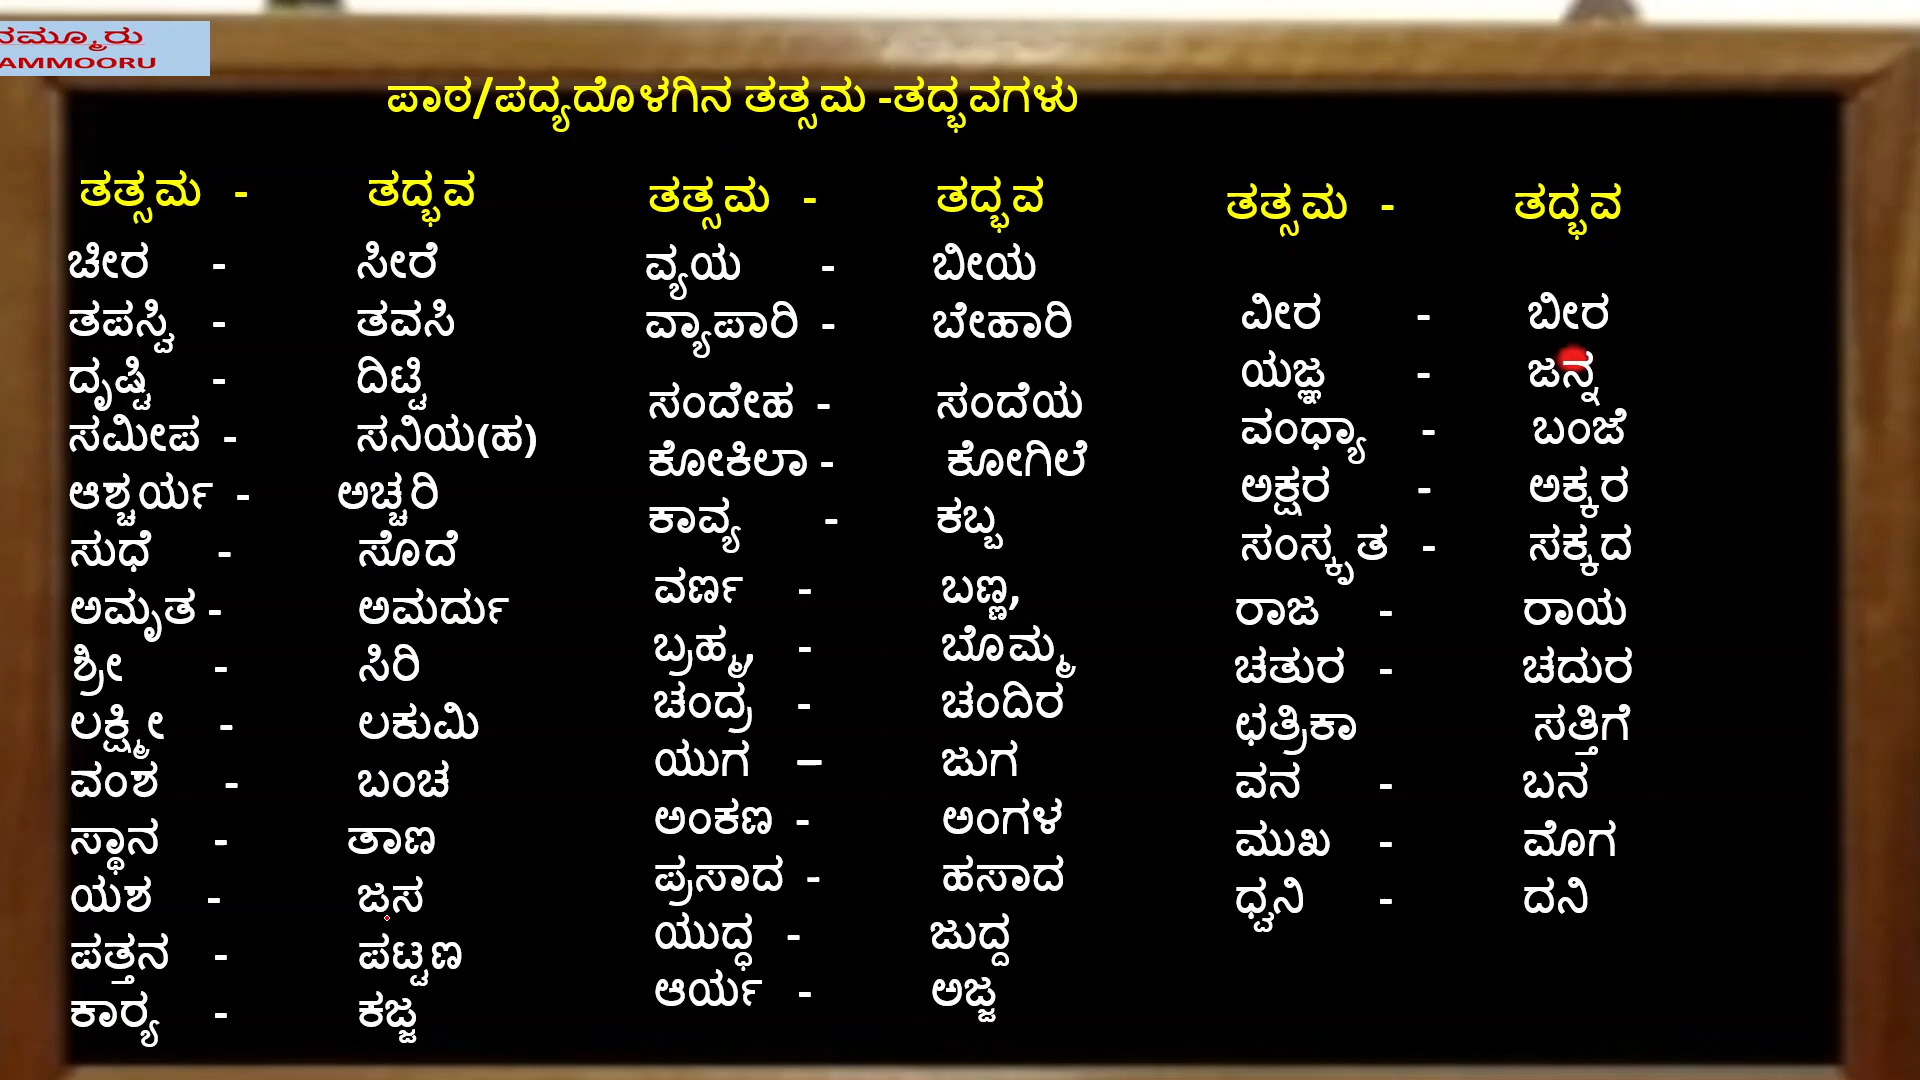 ನಮ್ಮೂರು
AMMOORU
ಪಾಠ/ಪದ್ಯದೊಳಗಿನ ತತ್ಸಮ -ತದ್ಭವಗಳು
ತತ್ಸಮ - ತದ್ಭವ
ಚೀರ - ಸೀರೆ
ತಪಸ್ವಿ - ತವಸಿ
ದೃಷ್ಟಿ - ದಿಟ್ಟಿ
ಸಮೀಪ - ಸನಿಯ(ಹ)
ಆಶ್ಚರ್ಯ - ಅಚ್ಚರಿ
ಸುಧೆ - ಸೊದೆ
ಅಮೃತ - ಅಮರ್ದು
ಶ್ರೀ - ಸಿರಿ
ಲಕ್ಷ್ಮೀ - ಲಕುಮಿ
ವಂಶ - ಬಂಚ
ಸ್ಥಾನ - ತಾಣ
ಯಶ - ಜಸ
ಪತ್ತನ - ಪಟ್ಟಣ
ಕಾರ‍್ಯ - ಕಜ್ಜ
ತತ್ಸಮ - ತದ್ಭವ
ವ್ಯಯ - ಬೀಯ
ವ್ಯಾಪಾರಿ - ಬೇಹಾರಿ
ಸಂದೇಹ - ಸಂದೆಯ
ಕೋಕಿಲಾ - ಕೋಗಿಲೆ
ಕಾವ್ಯ - ಕಬ್ಬ
ವರ್ಣ - ಬಣ್ಣ,
ಬ್ರಹ್ಮ, - ಬೊಮ್ಮ,
ಚಂದ್ರ - ಚಂದಿರ
ಯುಗ – ಜುಗ
ಅಂಕಣ - ಅಂಗಳ
ಪ್ರಸಾದ - ಹಸಾದ
ಯುದ್ಧ - ಜುದ್ದ
ಆರ್ಯ - ಅಜ್ಜ
ತತ್ಸಮ - ತದ್ಭವ
ವೀರ - ಬೀರ
ಯಜ್ಞ - ಜನ್ನ
ವಂಧ್ಯಾ - ಬಂಜೆ
ಅಕ್ಷರ - ಅಕ್ಕರ
ಸಂಸ್ಕೃತ - ಸಕ್ಕದ
ರಾಜ - ರಾಯ
ಚತುರ - ಚದುರ
ಛತ್ರಿಕಾ ಸತ್ತಿಗೆ
ವನ - ಬನ
ಮುಖ - ಮೊಗ
ಧ್ವನಿ - ದನಿ